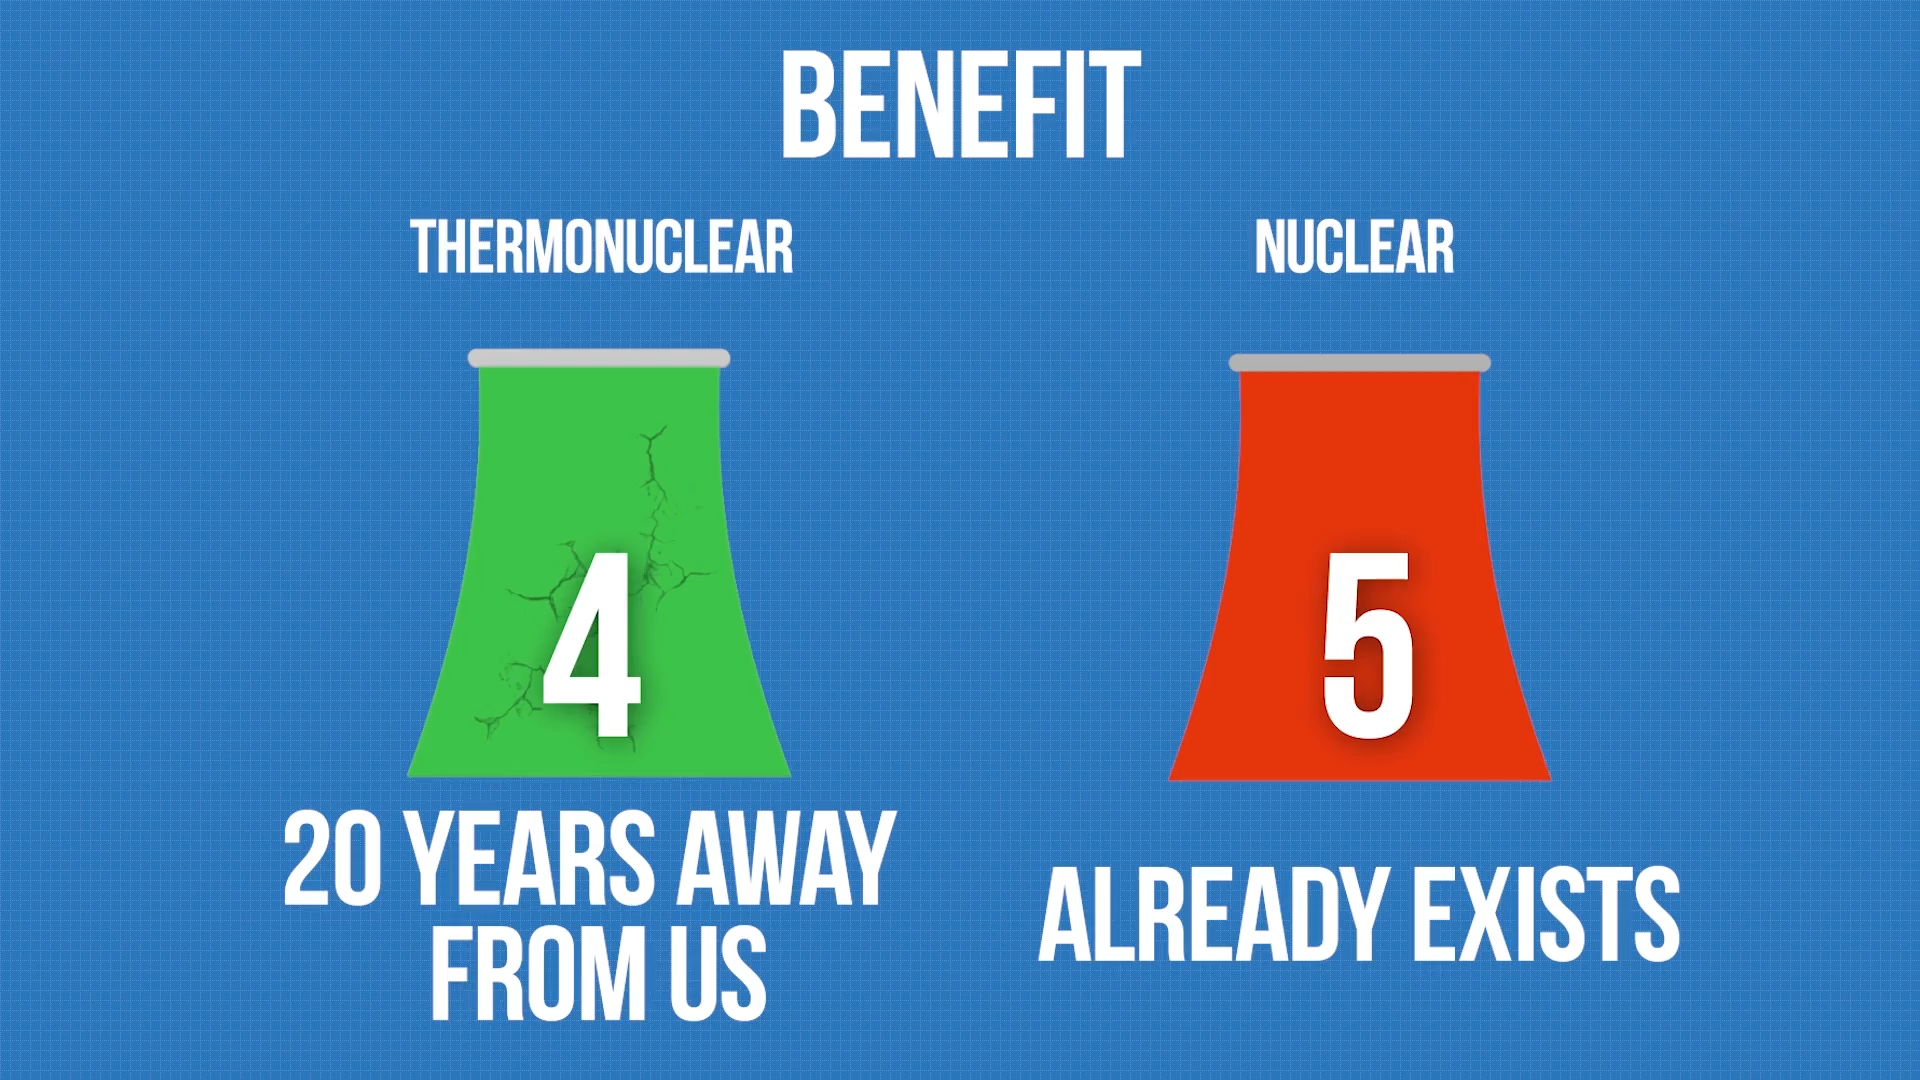 BENEFIT
THERMONUCLEAR
NUCLEAR
4
5
20 YEARS AWAY
FROM US
ALREADY EXISTS